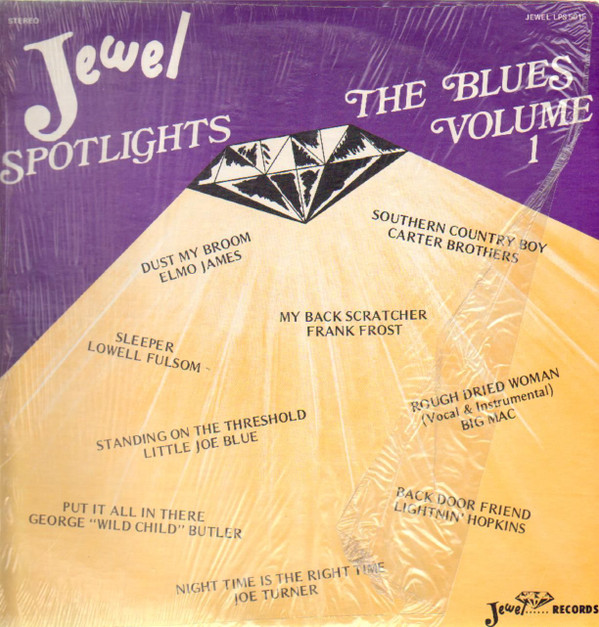 STEREO
JEWEL LPS 5015
Jewel
SPOTLIGHTS
THE BLUES
VOLUME
1
DUST MY BROOM
ELMO JAMES
SOUTHERN COUNTRY BOY
CARTER BROTHERS
MY BACK SCRATCHER
FRANK FROST
SLEEPER
LOWELL FULSOM
ROUGH DRIED WOMAN
(Vocal & Instrumental)
BIG MAC
STANDING ON THE THRESHOLD
LITTLE JOE BLUE
BACK DOOR FRIEND
LIGHTNIN' HOPKINS
PUT IT ALL IN THERE
GEORGE "WILD CHILD" BUTLER
NIGHT TIME IS THE RIGHT TIME
JOE TURNER
Jewel RECORDS